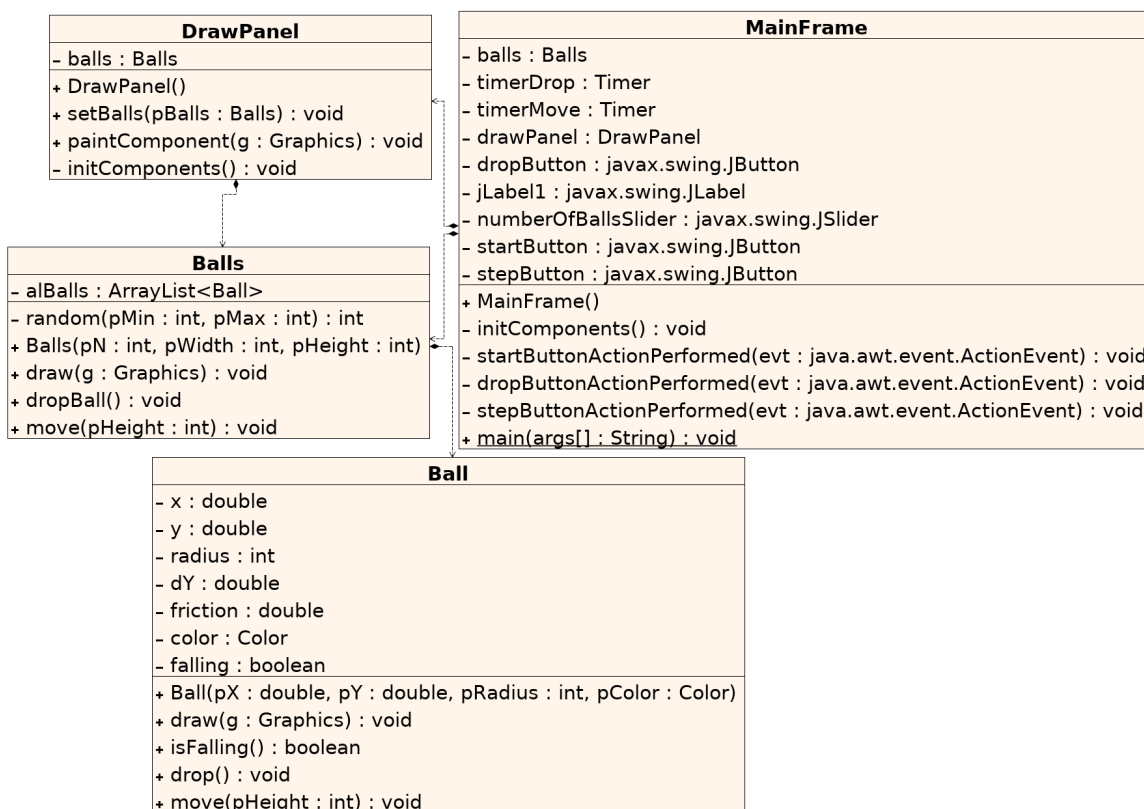 DrawPanel
- balls : Balls
+ DrawPanel()
+ setBalls(pBalls : Balls) : void
+ paintComponent(g : Graphics) : void
- initComponents() : void
MainFrame
- balls : Balls
- timerDrop : Timer
- timerMove : Timer
- drawPanel : DrawPanel
- dropButton : javax.swing.JButton
- jLabel1 : javax.swing.JLabel
- numberOfBallsSlider : javax.swing.JSlider
- startButton : javax.swing.JButton
- stepButton : javax.swing.JButton
+ MainFrame()
- initComponents() : void
- startButtonActionPerformed(evt : java.awt.event.ActionEvent) : void
- dropButtonActionPerformed(evt : java.awt.event.ActionEvent) : void
- stepButtonActionPerformed(evt : java.awt.event.ActionEvent) : void
+ main(args[] : String) : void
Balls
- alBalls : ArrayList<Ball>
- random(pMin : int, pMax : int) : int
+ Balls(pN : int, pWidth : int, pHeight : int)
+ draw(g : Graphics) : void
+ dropBall() : void
+ move(pHeight : int) : void
Ball
- x : double
- y : double
- radius : int
- dY : double
- friction : double
- color : Color
- falling : boolean
+ Ball(pX : double, pY : double, pRadius : int, pColor : Color)
+ draw(g : Graphics) : void
+ isFalling() : boolean
+ drop() : void
+ move(pHeight : int) : void